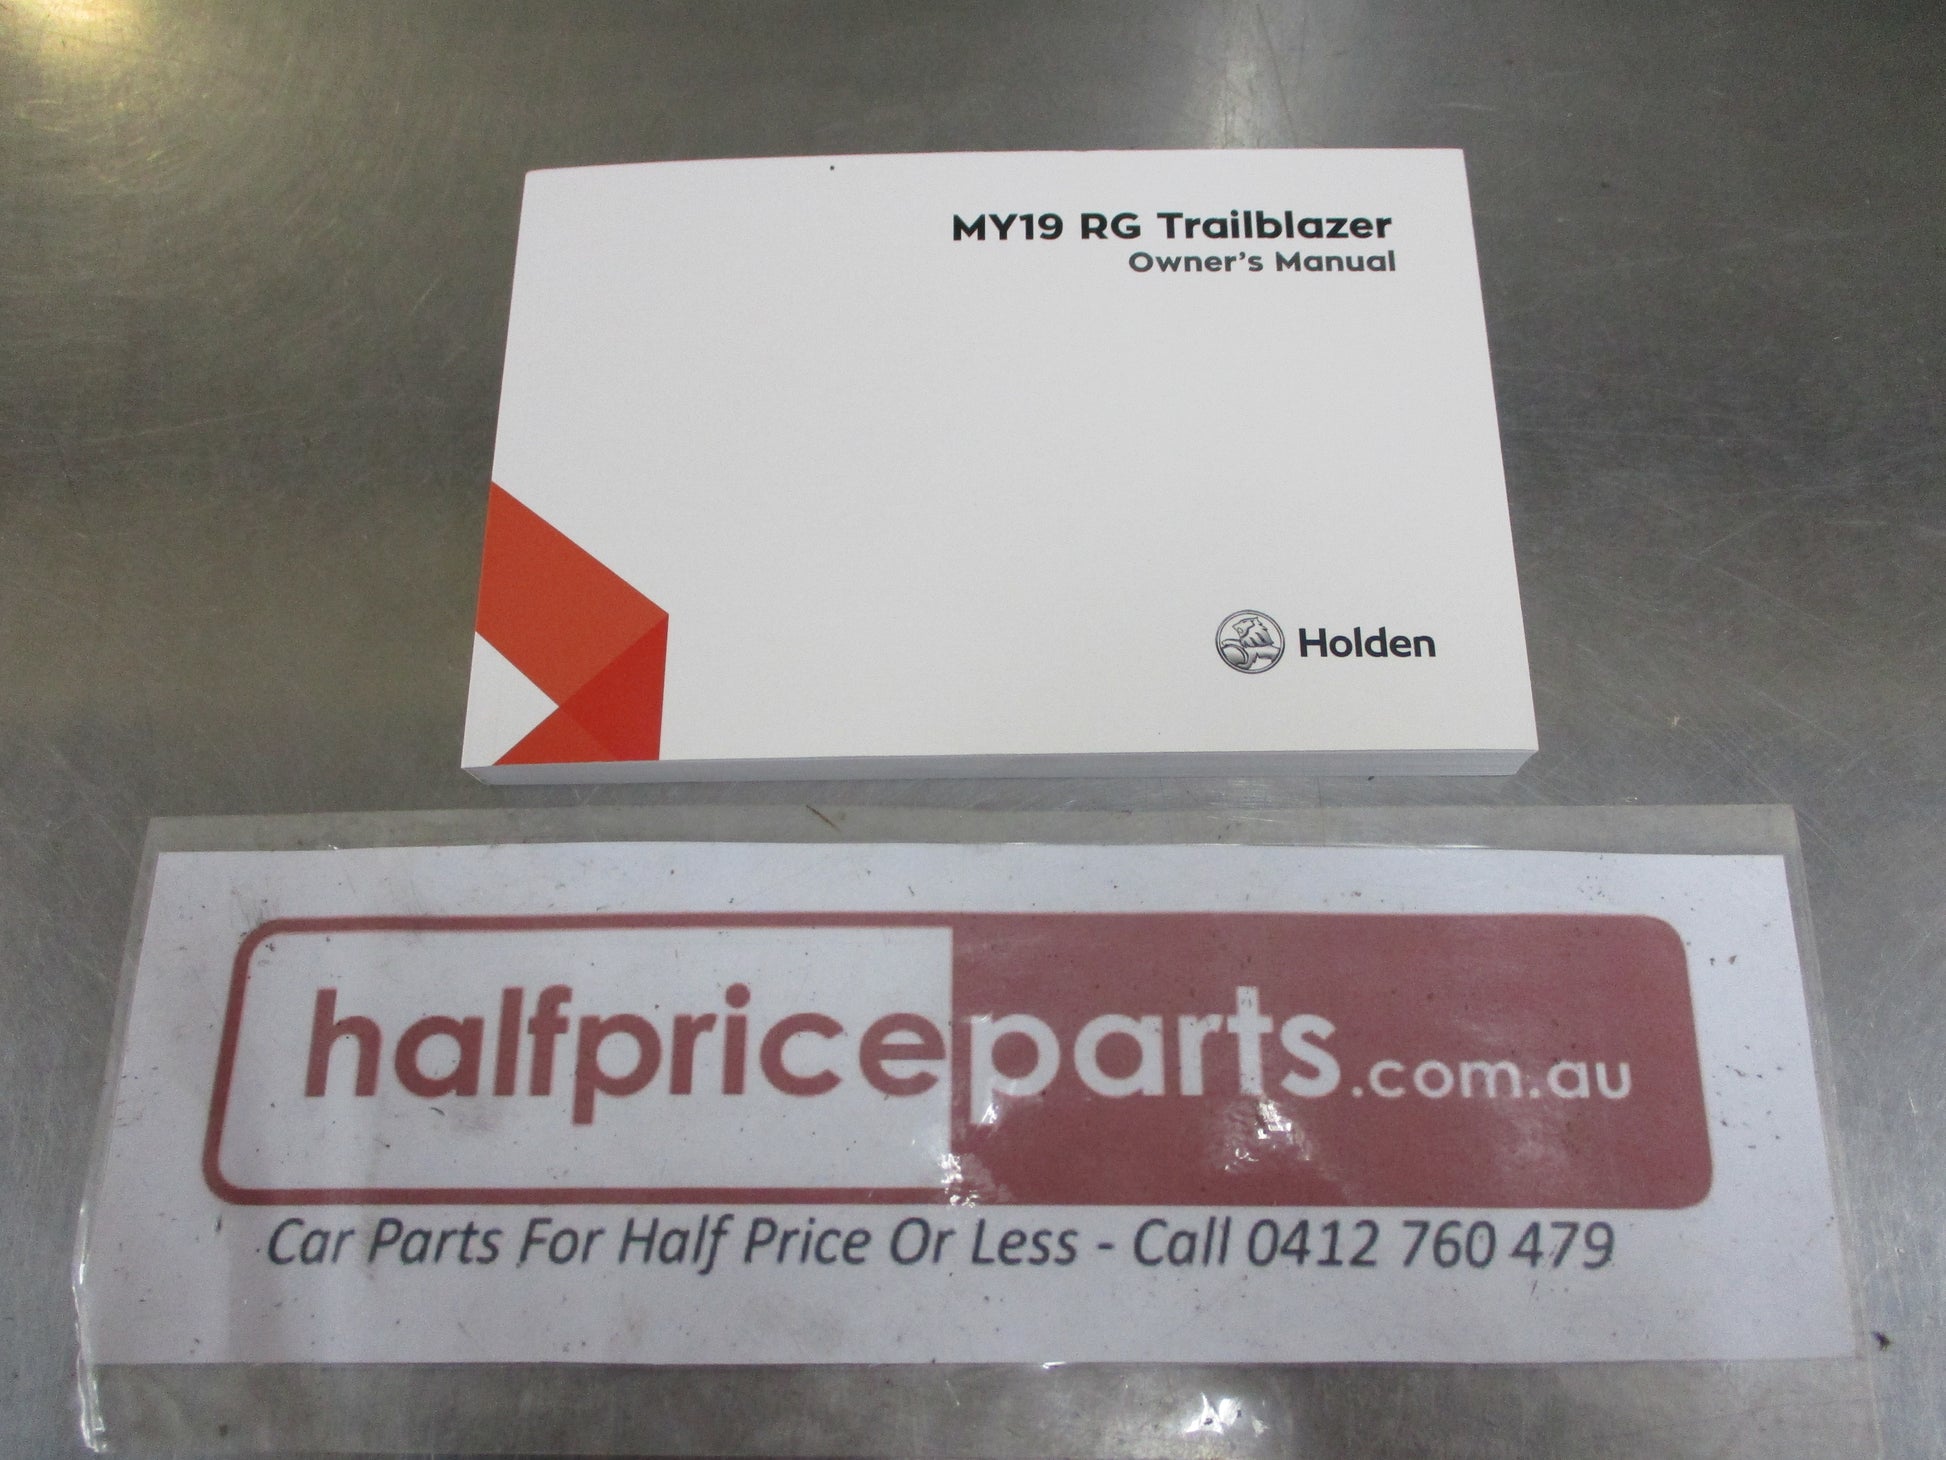 MY19 RG Trailblazer
Owner's Manual
Holden
halfpriceparts.com.au
Car Parts For Half Price Or Less - Call 0412 760 479